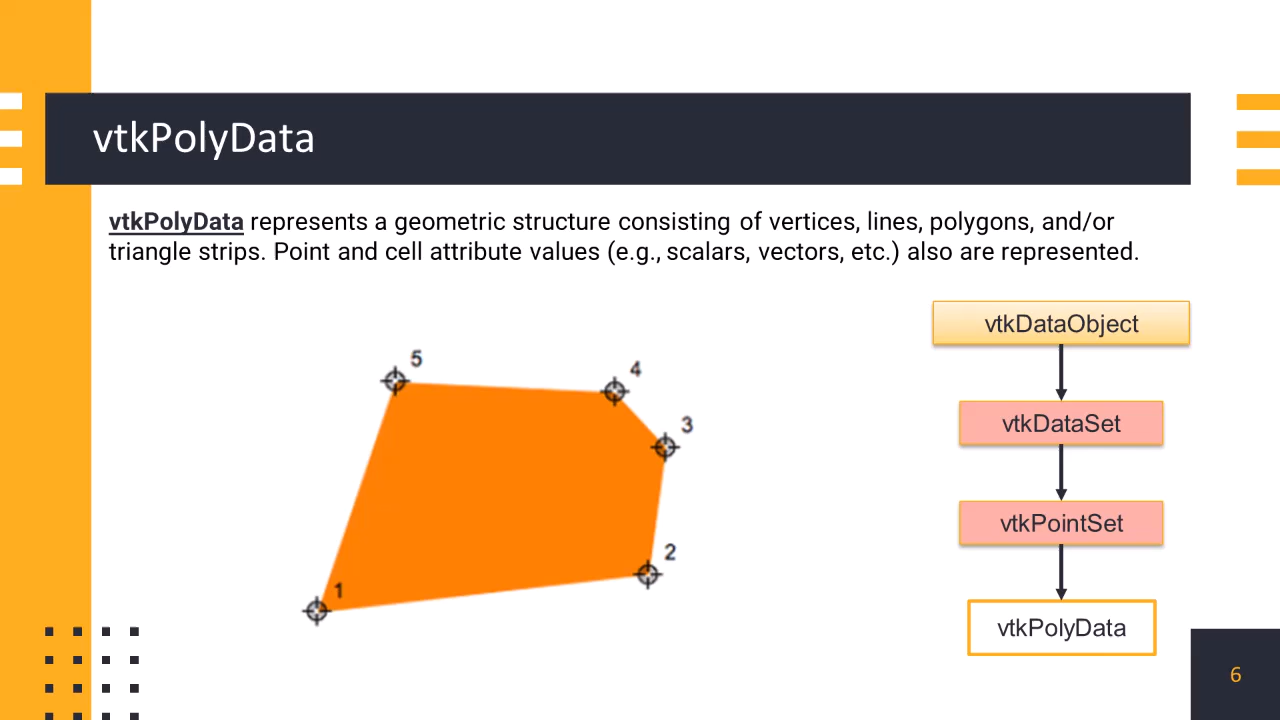 vtkPolyData
vtkPolyData represents a geometric structure consisting of vertices, lines, polygons, and/or
triangle strips. Point and cell attribute values (e.g., scalars, vectors, etc.) also are represented.
vtkDataObject
5
4
vtkDataSet
3
vtkPointSet
2
1
vtkPolyData
6